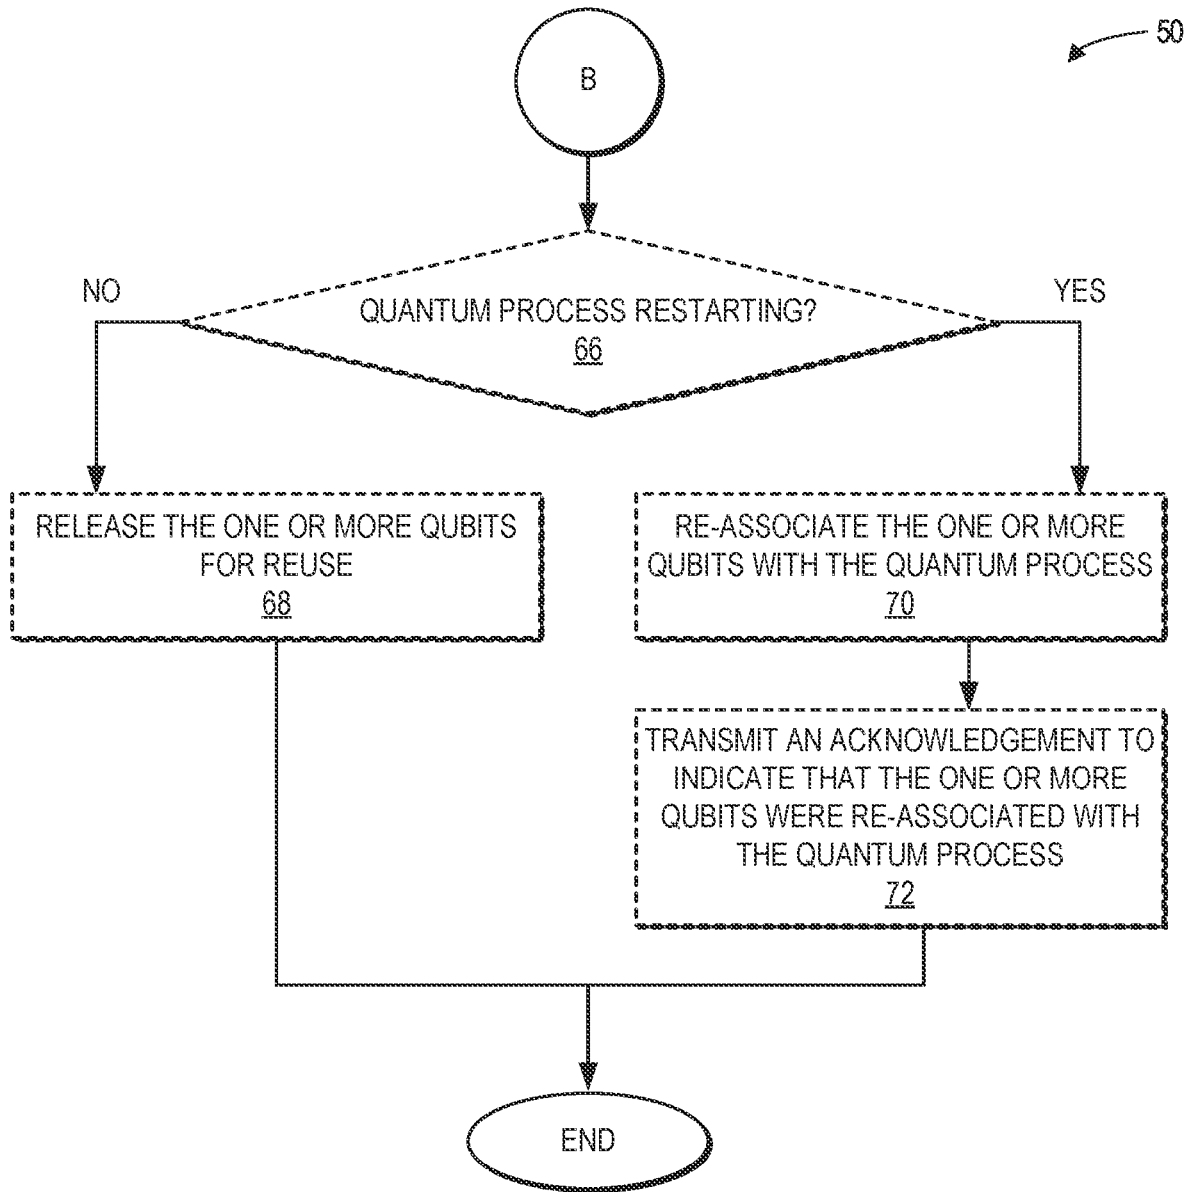 50
B
NO
YES
QUANTUM PROCESS RESTARTING?
66
RELEASE THE ONE OR MORE QUBITS
FOR REUSE
68
RE-ASSOCIATE THE ONE OR MORE
QUBITS WITH THE QUANTUM PROCESS
70
TRANSMIT AN ACKNOWLEDGEMENT TO
INDICATE THAT THE ONE OR MORE
QUBITS WERE RE-ASSOCIATED WITH
THE QUANTUM PROCESS
72
END